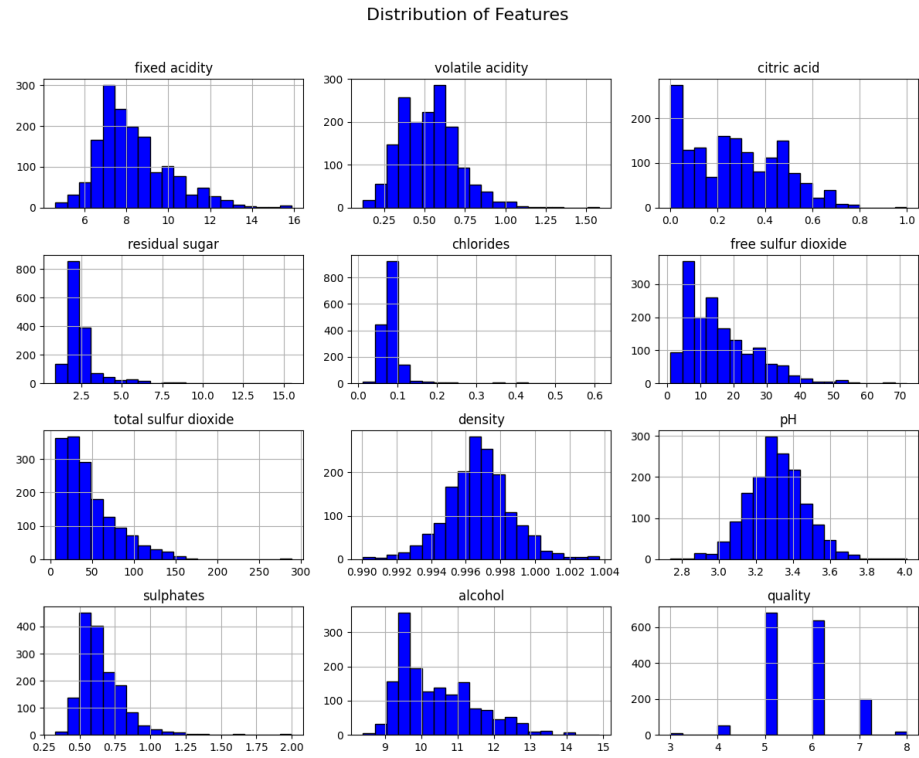 Distribution of Features
fixed acidity
volatile acidity
citric acid
300
200
100
0
6 8 10 12 14 16
300
200
100
0
0.25 0.50 0.75 1.00 1.25 1.50
200
100
0
0.0 0.2 0.4 0.6 0.8 1.0
residual sugar
chlorides
free sulfur dioxide
800
600
400
200
0
2.5 5.0 7.5 10.0 12.5 15.0
800
600
400
200
0
0.0 0.1 0.2 0.3 0.4 0.5 0.6
300
200
100
0
0 10 20 30 40 50 60 70
total sulfur dioxide
density
pH
300
200
100
0
0 50 100 150 200 250 300
200
100
0
0.990 0.992 0.994 0.996 0.998 1.000 1.002 1.004
300
200
100
0
2.8 3.0 3.2 3.4 3.6 3.8 4.0
sulphates
alcohol
quality
400
300
200
100
0
0.25 0.50 0.75 1.00 1.25 1.50 1.75 2.00
300
200
100
0
9 10 11 12 13 14 15
600
400
200
0
3 4 5 6 7 8